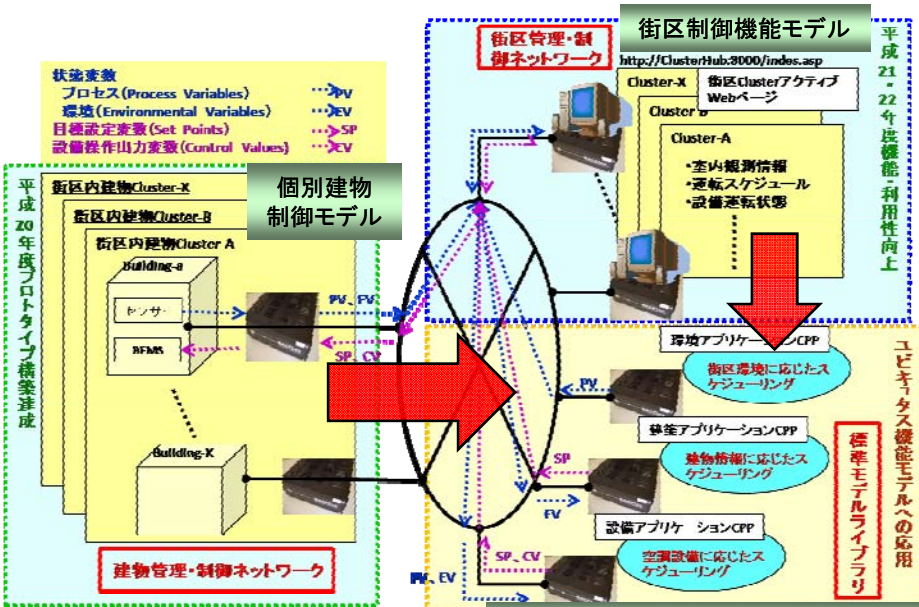 街区制御機能モデル
街区管理・制
御ネットワーク
http://ClusterHub:8000/indes.asp
Cluster-X
街区Clusterアクティブ
Webページ
Cluster B
Cluster-A
・室内観測情報
・運転スケジュール
・設備運転状態
平成21・22年度機能・利用性向上
状態変数
プロセス(Process Variables) PV
環境(Environmental Variables) EV
目標設定変数(Set Points) SP
設備操作出力変数(Control Values) EV
個別建物
制御モデル
平成20年度プロトタイプ構築達成
街区内建物Cluster-X
街区内建物Cluster-B
街区内建物Cluster A
Building-a
センサー
BEMS
PV、EV
SP、CV
Building-X
建物管理・制御ネットワーク
環境アプリケーションCPP
街区環境に応じたス
ケジューリング
PV
アプリケーションCPP
建物情報に応じたス
ケジューリング
SP
EV
設備アプリケーションCPP
空調設備に応じたス
ケジューリング
SP、CV
PV、EV
標準モデルライブラリ
ユビキタス機能モデルへの応用